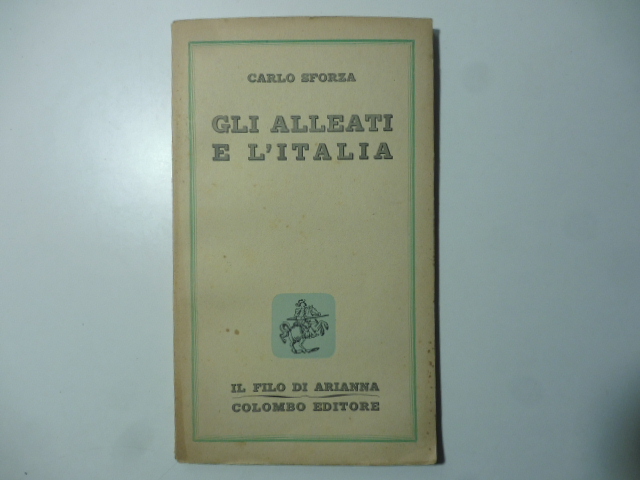 CARLO SFORZA
GLI ALLEATI
E L'ITALIA
IL FILO DI ARIANNA
COLOMBO EDITORE